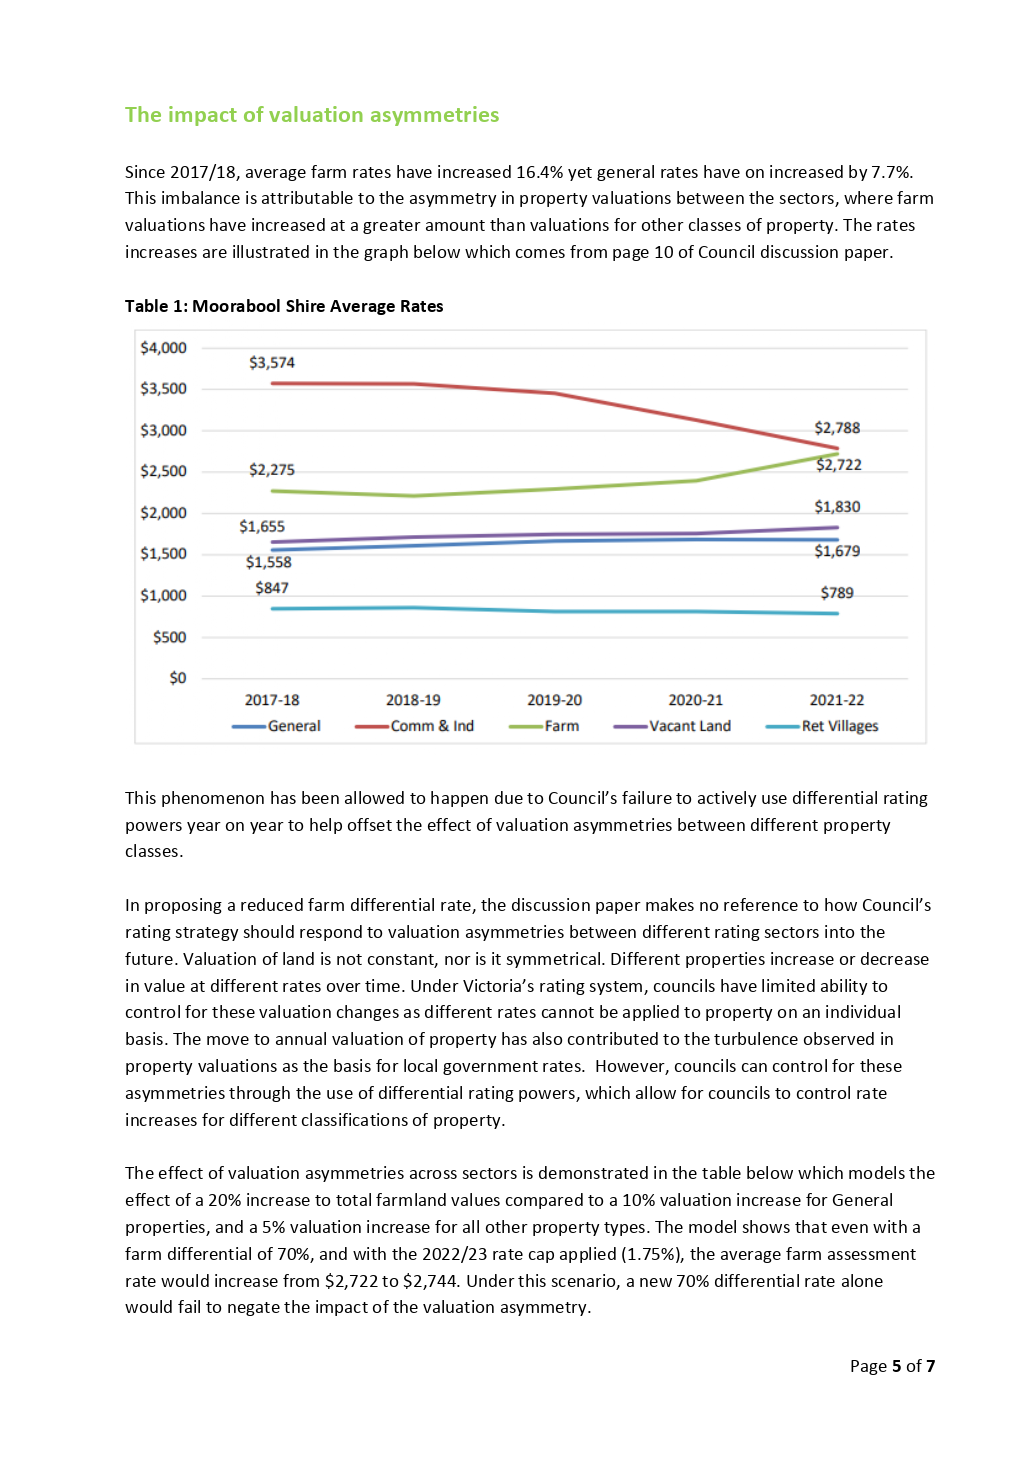 The impact of valuation asymmetries
Since 2017/18, average farm rates have increased 16.4% yet general rates have on increased by 7.7%.
This imbalance is attributable to the asymmetry in property valuations between the sectors, where farm
valuations have increased at a greater amount than valuations for other classes of property. The rates
increases are illustrated in the graph below which comes from page 10 of Council discussion paper.
Table 1: Moorabool Shire Average Rates
$4,000
$3,574
$3,500
$3,000
$2,788
$2,500
$2,275
$2,722
$2,000
$1,830
$1,655
$1,500
$1,558
$1,679
$1,000
$847
$789
$500
$0
2017-18 2018-19 2019-20 2020-21 2021-22
General Comm & Ind Farm Vacant Land Ret Villages
This phenomenon has been allowed to happen due to Council’s failure to actively use differential rating
powers year on year to help offset the effect of valuation asymmetries between different property
classes.
In proposing a reduced farm differential rate, the discussion paper makes no reference to how Council’s
rating strategy should respond to valuation asymmetries between different rating sectors into the
future. Valuation of land is not constant, nor is it symmetrical. Different properties increase or decrease
in value at different rates over time. Under Victoria’s rating system, councils have limited ability to
control for these valuation changes as different rates cannot be applied to property on an individual
basis. The move to annual valuation of property has also contributed to the turbulence observed in
property valuations as the basis for local government rates.  However, councils can control for these
asymmetries through the use of differential rating powers, which allow for councils to control rate
increases for different classifications of property.
The effect of valuation asymmetries across sectors is demonstrated in the table below which models the
effect of a 20% increase to total farmland values compared to a 10% valuation increase for General
properties, and a 5% valuation increase for all other property types. The model shows that even with a
farm differential of 70%, and with the 2022/23 rate cap applied (1.75%), the average farm assessment
rate would increase from $2,722 to $2,744. Under this scenario, a new 70% differential rate alone
would fail to negate the impact of the valuation asymmetry.
Page 5 of 7